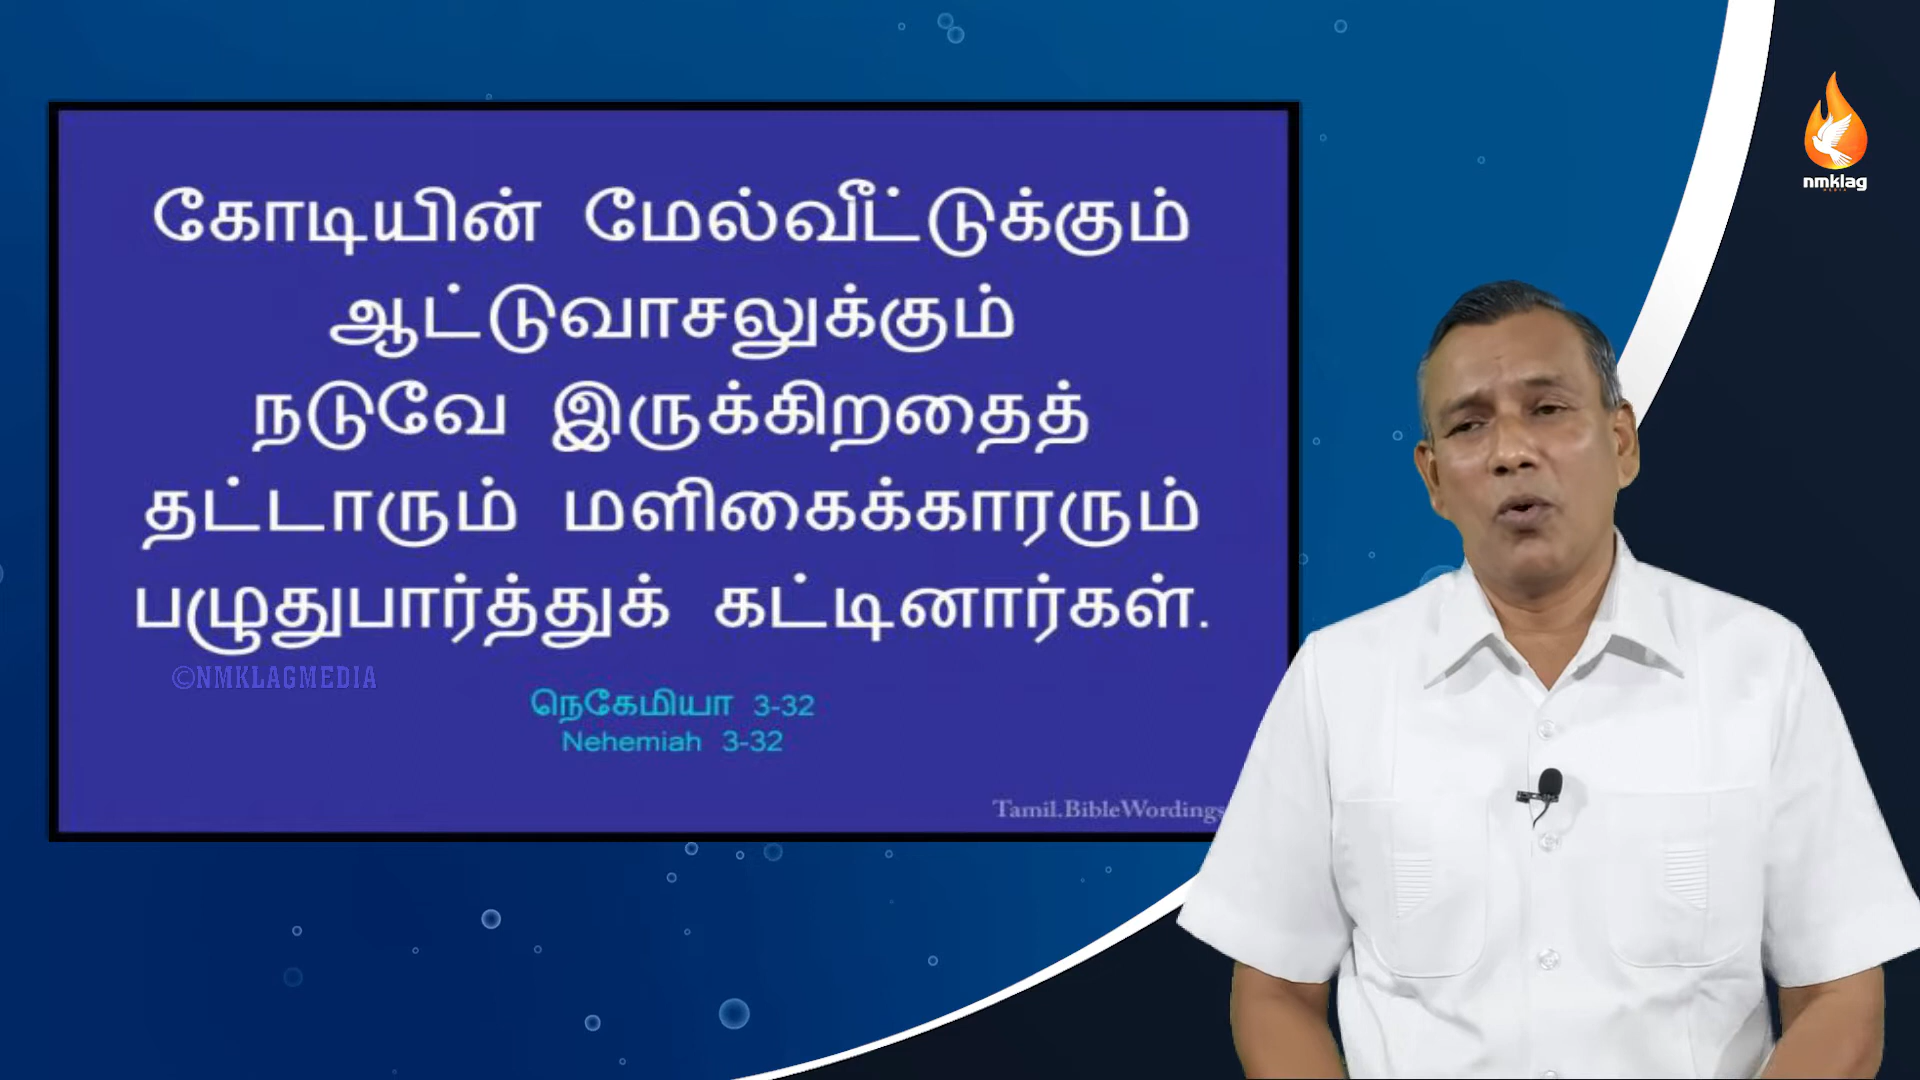 கோடியின் மேல்வீட்டுக்கும்
ஆட்டுவாசலுக்கும்
நடுவே இருக்கிறதைத்
தட்டாரும் மளிகைக்காரரும்
பழுதுபார்த்துக் கட்டினார்கள்.
©NMKLAGMEDIA
நெகேமியா 3-32
Nehemiah 3-32
Tamil.BibleWordings
nmklag
MEDIA